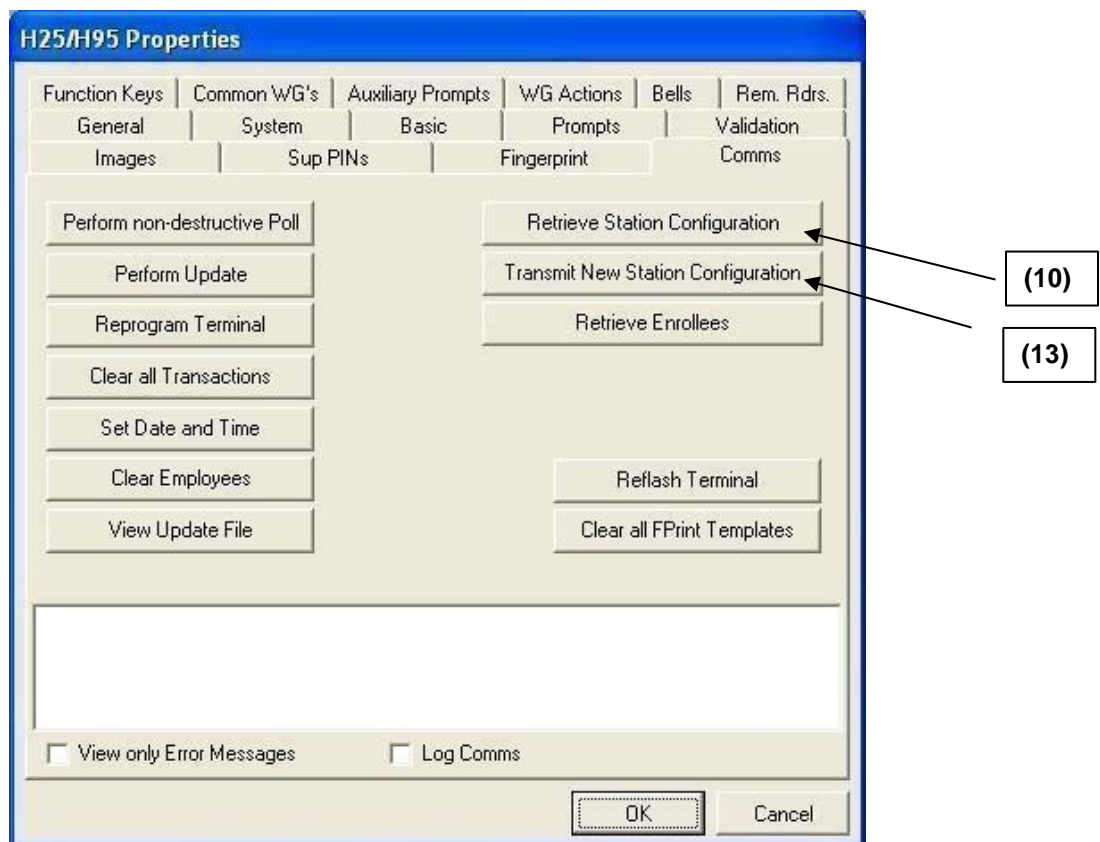 H25/H95 Properties
Function Keys Common WG's Auxiliary Prompts WG Actions Bells Rem. Rdrs.
General System Basic Prompts Validation
Images Sup PINs Fingerprint Comms
Perform non-destructive Poll
Perform Update
Reprogram Terminal
Clear all Transactions
Set Date and Time
Clear Employees
View Update File
Retrieve Station Configuration
Transmit New Station Configuration
Retrieve Enrollees
Reflash Terminal
Clear all FPrint Templates
(10)
(13)
View only Error Messages Log Comms
OK Cancel